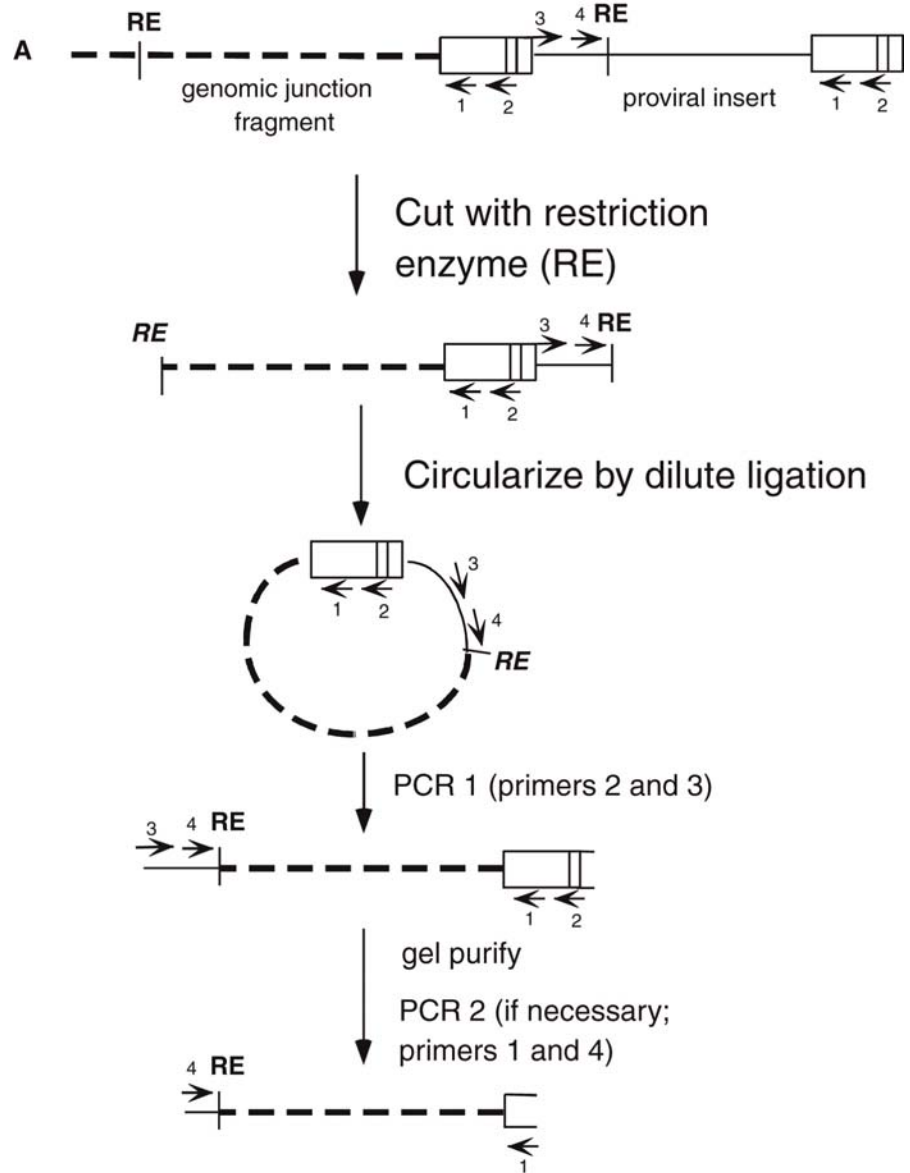 A
RE
3
4 RE
genomic junction
fragment
1
2
proviral insert
1
2
Cut with restriction
enzyme (RE)
RE
3
4 RE
1
2
Circularize by dilute ligation
1
2
3
4
RE
PCR 1 (primers 2 and 3)
3
4
RE
1
2
gel purify
PCR 2 (if necessary;
primers 1 and 4)
4
RE
1